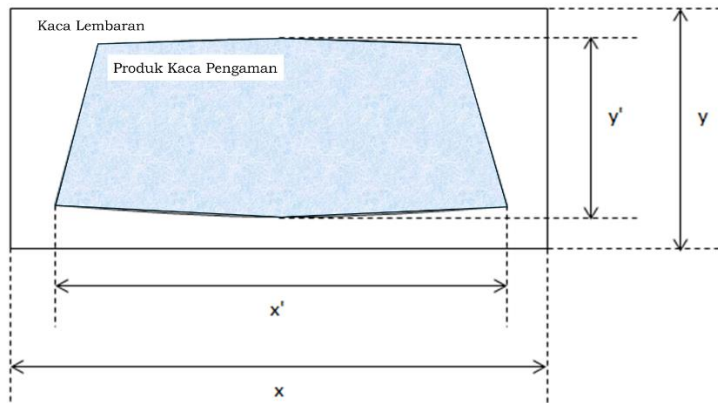 Kaca Lembaran
Produk Kaca Pengaman
y'
y
x'
x